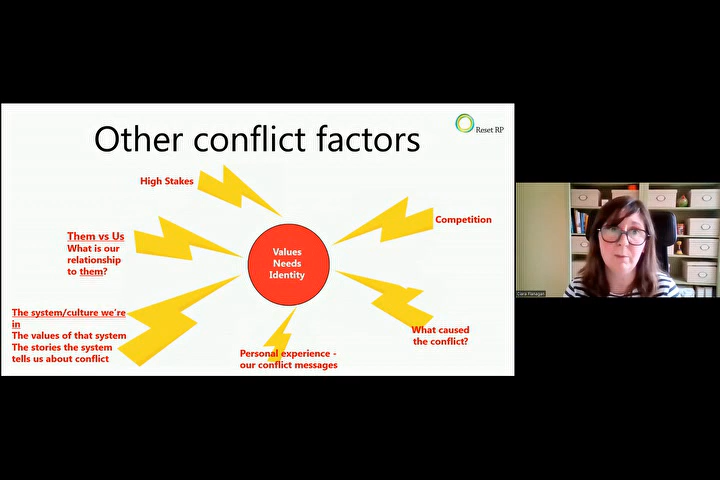 Other conflict factors
Reset RP
High Stakes
Competition
Them vs Us
What is our
relationship
to them?
Values
Needs
Identity
The system/culture we're
in
The values of that system
The stories the system
tells us about conflict
Personal experience -
our conflict messages
What caused
the conflict?
Clara Flanagan